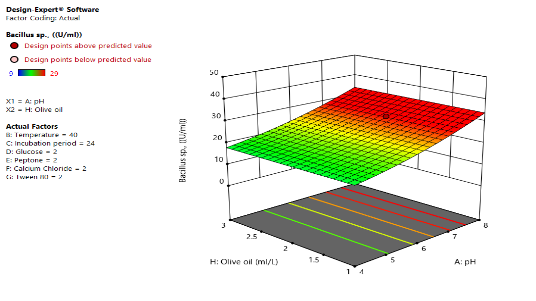 Design-Expert® Software
Factor Coding: Actual
Bacillus sp., ((U/ml))
Design points above predicted value
Design points below predicted value
9 29
X1 = A: pH
X2 = H: Olive oil
Actual Factors
B: Temperature = 40
C: Incubation period = 24
D: Glucose = 2
E: Peptone = 2
F: Calcium Chloride = 2
G: Tween 80 = 2
Bacillus sp., ((U/ml))
50
40
30
20
10
0
3
2.5
2
1.5
1
4
5
6
7
8
H: Olive oil (ml/L)
A: pH